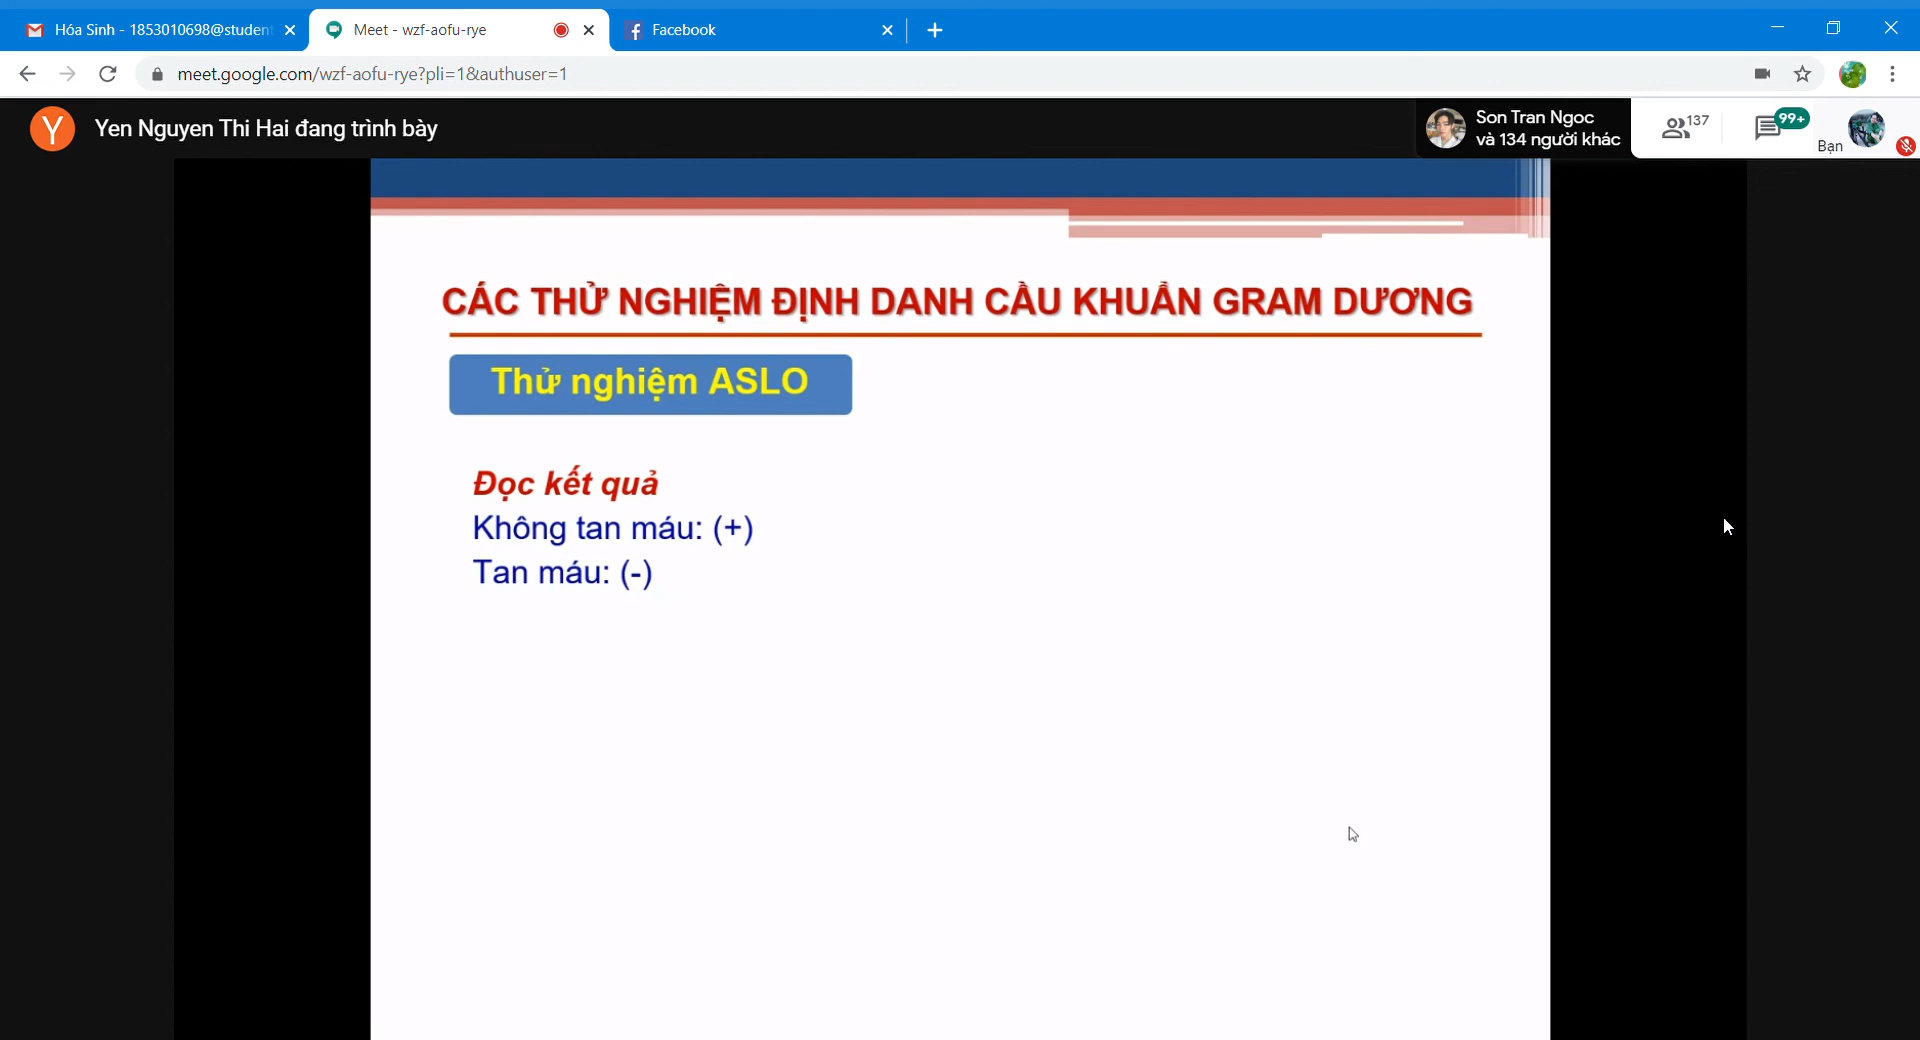 Hóa Sinh - 1853010698@student
Meet - wzf-aofu-rye
Facebook
meet.google.com/wzf-aofu-rye?pli=1&authuser=1
Y
Yen Nguyen Thi Hai đang trình bày
Son Tran Ngoc
và 134 người khác
137
99+
Bạn
CÁC THỬ NGHIỆM ĐỊNH DANH CẦU KHUẨN GRAM DƯƠNG
Thử nghiệm ASLO
Đọc kết quả
Không tan máu: (+)
Tan máu: (-)